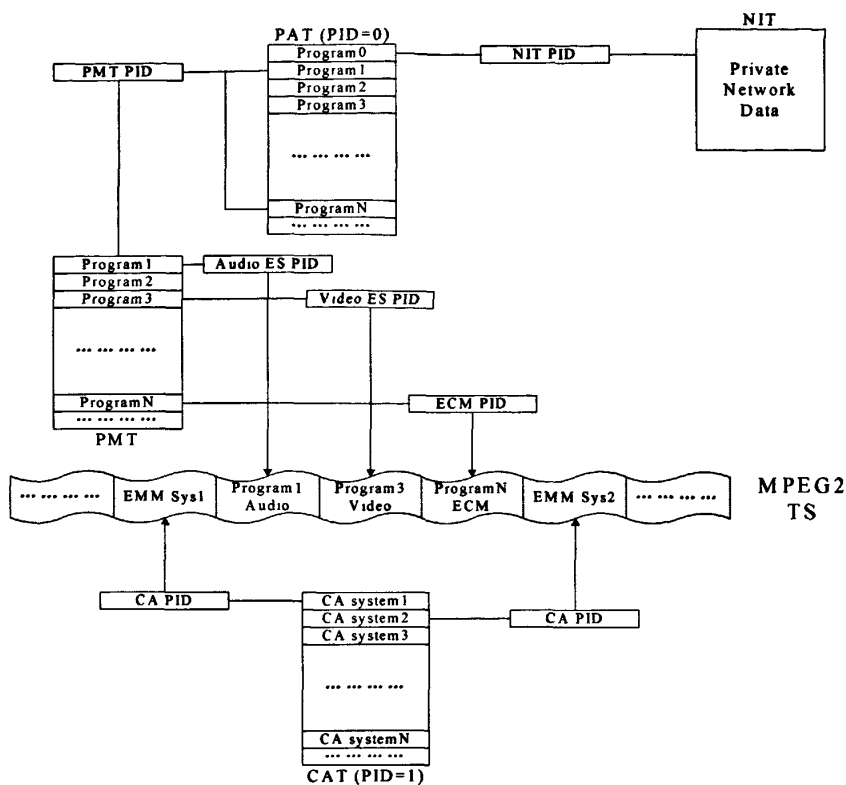 NIT
PAT (PID=0)
Program0
NIT PID
PMT PID
Program1
Program2
Program3
... ... ... ...
ProgramN
... ... ... ...
Private
Network
Data
Program1
Audio ES PID
Program2
Program3
Video ES PID
... ... ... ...
ProgramN
ECM PID
... ... ... ...
PMT
... ... ... ...
EMM Sys1
Program1
Audio
Program3
Video
ProgramN
ECM
EMM Sys2
... ... ... ...
MPEG2
TS
CA PID
CA system1
CA system2
CA PID
CA system3
... ... ... ...
CA systemN
... ... ... ...
CAT (PID=1)